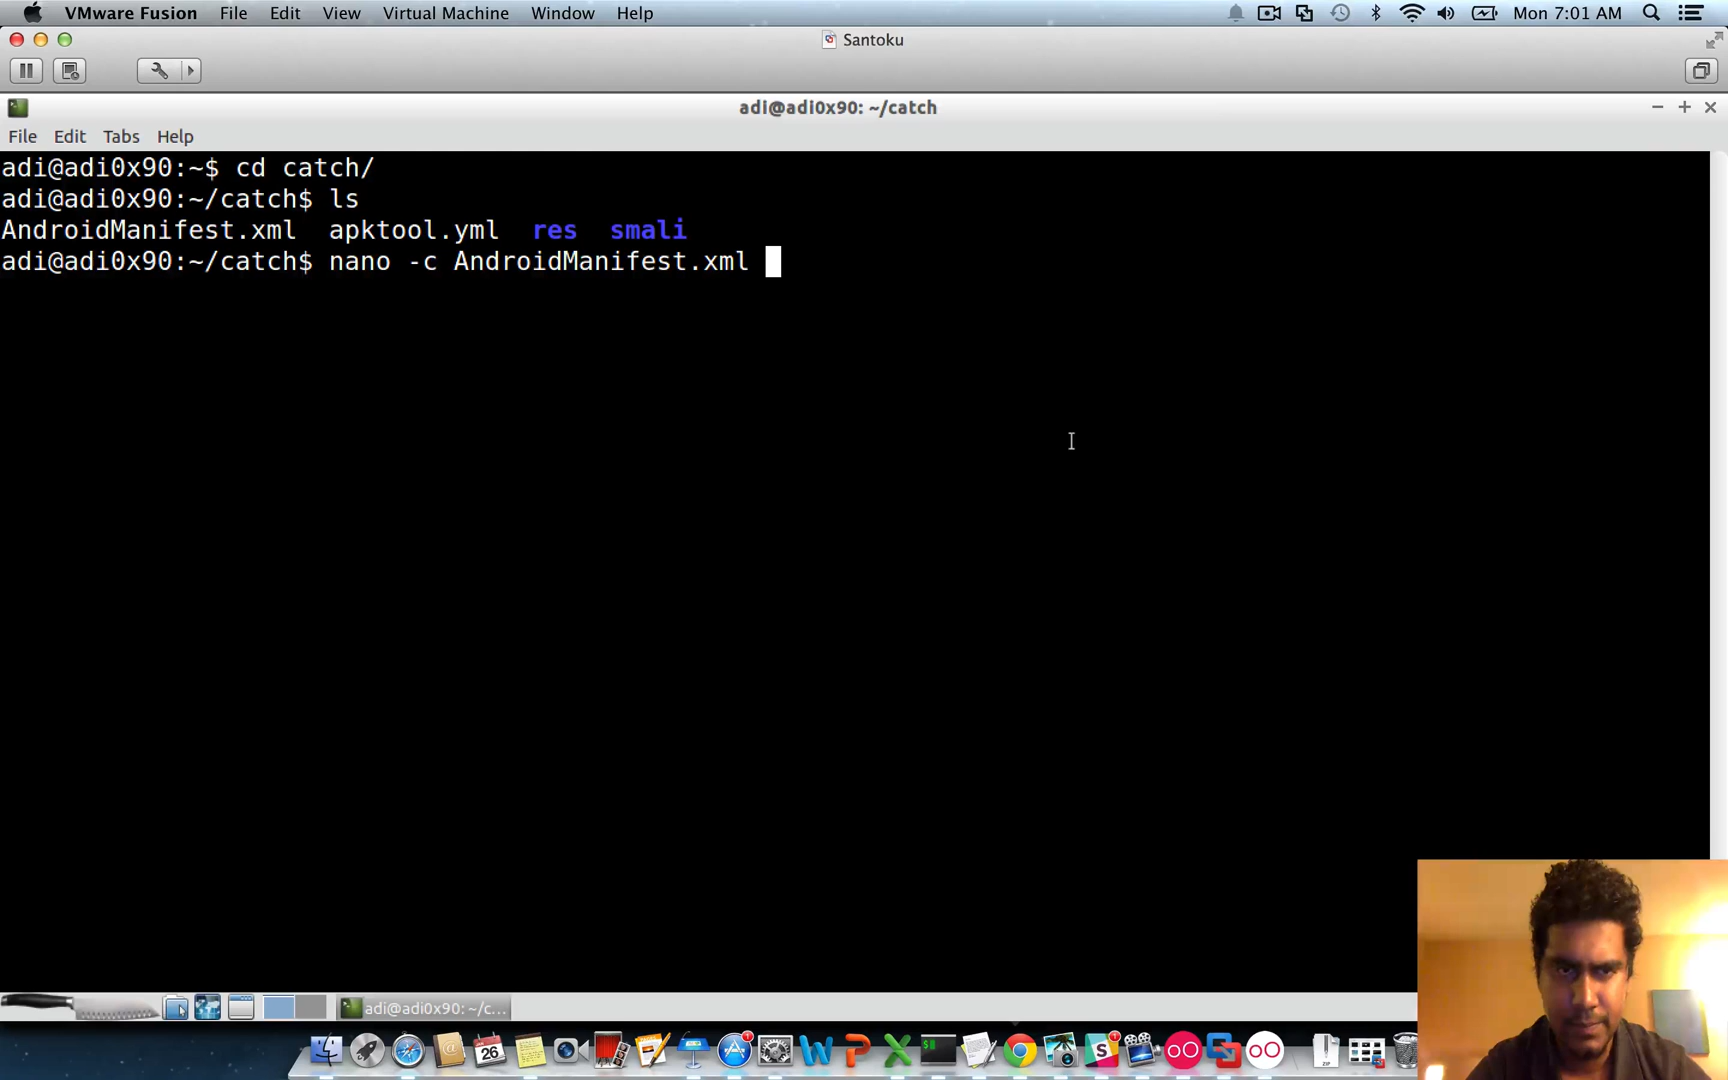 VMware Fusion File Edit View Virtual Machine Window Help Mon 7:01 AM
Santoku
adi@adi0x90: ~/catch
File Edit Tabs Help
adi@adi0x90:~$ cd catch/
adi@adi0x90:~/catch$ ls
AndroidManifest.xml apktool.yml res smali
adi@adi0x90:~/catch$ nano -c AndroidManifest.xml
adi@adi0x90: ~/c...
26